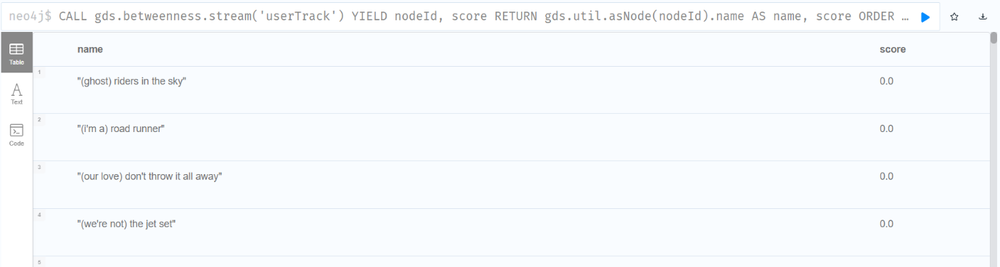 neo4j$ CALL gds.betweenness.stream('userTrack') YIELD nodeId, score RETURN gds.util.asNode(nodeId).name AS name, score ORDER …
Table
Text
Code
name score
1 "(ghost) riders in the sky" 0.0
2 "(i'm a) road runner" 0.0
3 "(our love) don't throw it all away" 0.0
4 "(we're not) the jet set" 0.0
5